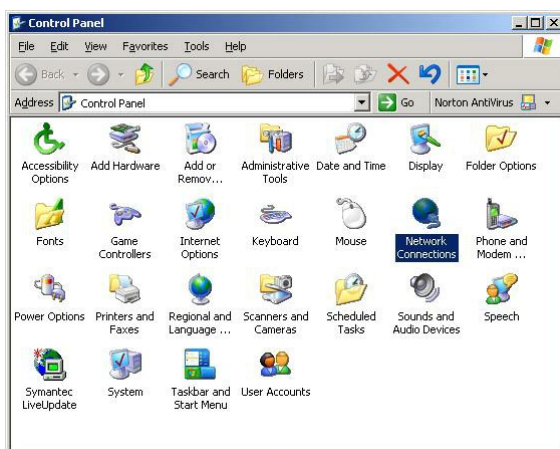 Control Panel
File Edit View Favorites Tools Help
Back Search Folders
Address Control Panel Go Norton AntiVirus
Accessibility Options
Add Hardware
Add or Remov...
Administrative Tools
Date and Time
Display
Folder Options
Fonts
Game Controllers
Internet Options
Keyboard
Mouse
Network Connections
Phone and Modem ...
Power Options
Printers and Faxes
Regional and Language ...
Scanners and Cameras
Scheduled Tasks
Sounds and Audio Devices
Speech
Symantec LiveUpdate
System
Taskbar and Start Menu
User Accounts